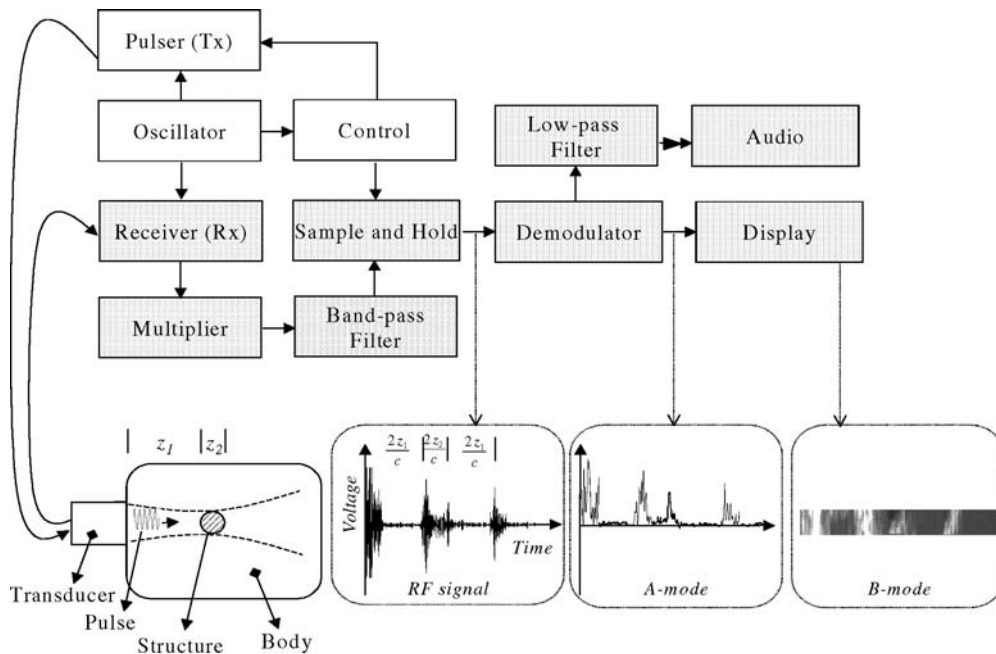 Pulser (Tx)
Oscillator
Control
Low-pass
Filter
Audio
Receiver (Rx)
Sample and Hold
Demodulator
Display
Multiplier
Band-pass
Filter
z1
z2
2z1
c
2z2
c
2z1
c
Voltage
Time
RF signal
A-mode
B-mode
Transducer
Pulse
Structure
Body